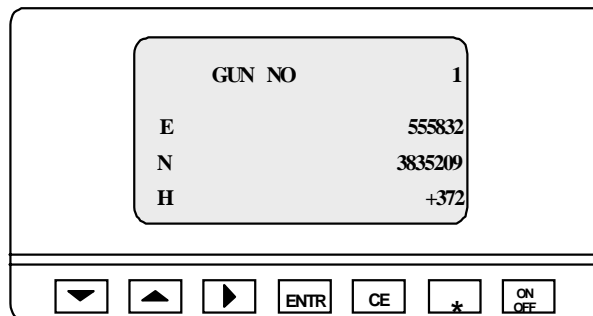 GUN NO 1
E 555832
N 3835209
H +372
ENTR CE * ON OFF